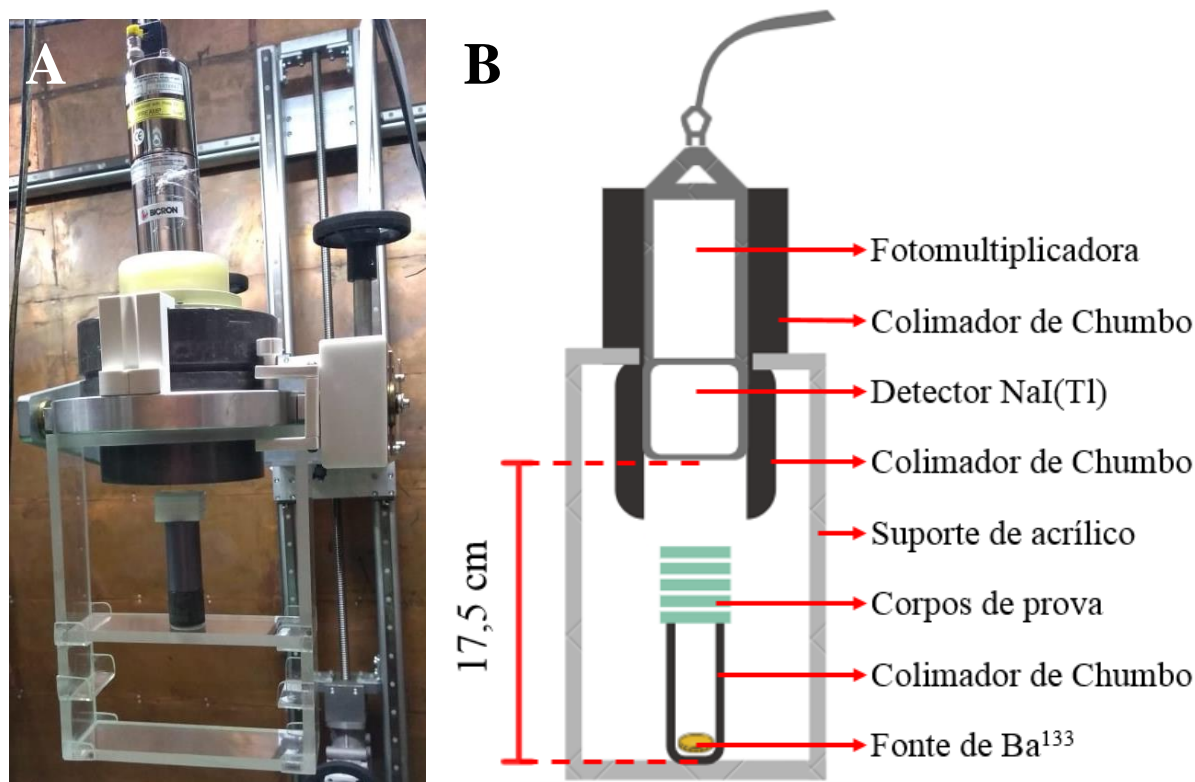 A
BICRON
B
Fotomultiplicadora
Colimador de Chumbo
Detector NaI(Tl)
Colimador de Chumbo
Suporte de acrílico
Corpos de prova
Colimador de Chumbo
Fonte de Ba¹³³
17,5 cm